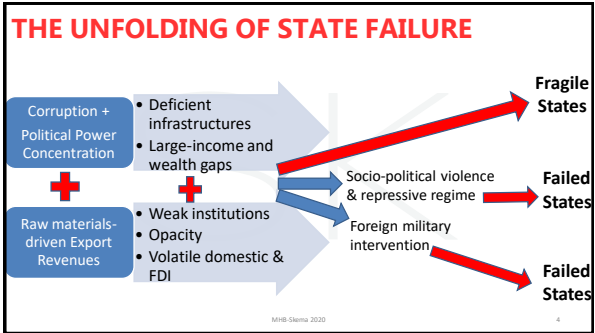 THE UNFOLDING OF STATE FAILURE
Corruption +
Political Power
Concentration
• Deficient
infrastructures
• Large-income and
wealth gaps
Raw materials-
driven Export
Revenues
• Weak institutions
• Opacity
• Volatile domestic &
FDI
Fragile
States
Socio-political violence
& repressive regime
Failed
States
Foreign military
intervention
Failed
States
MHB-Skema 2020
4